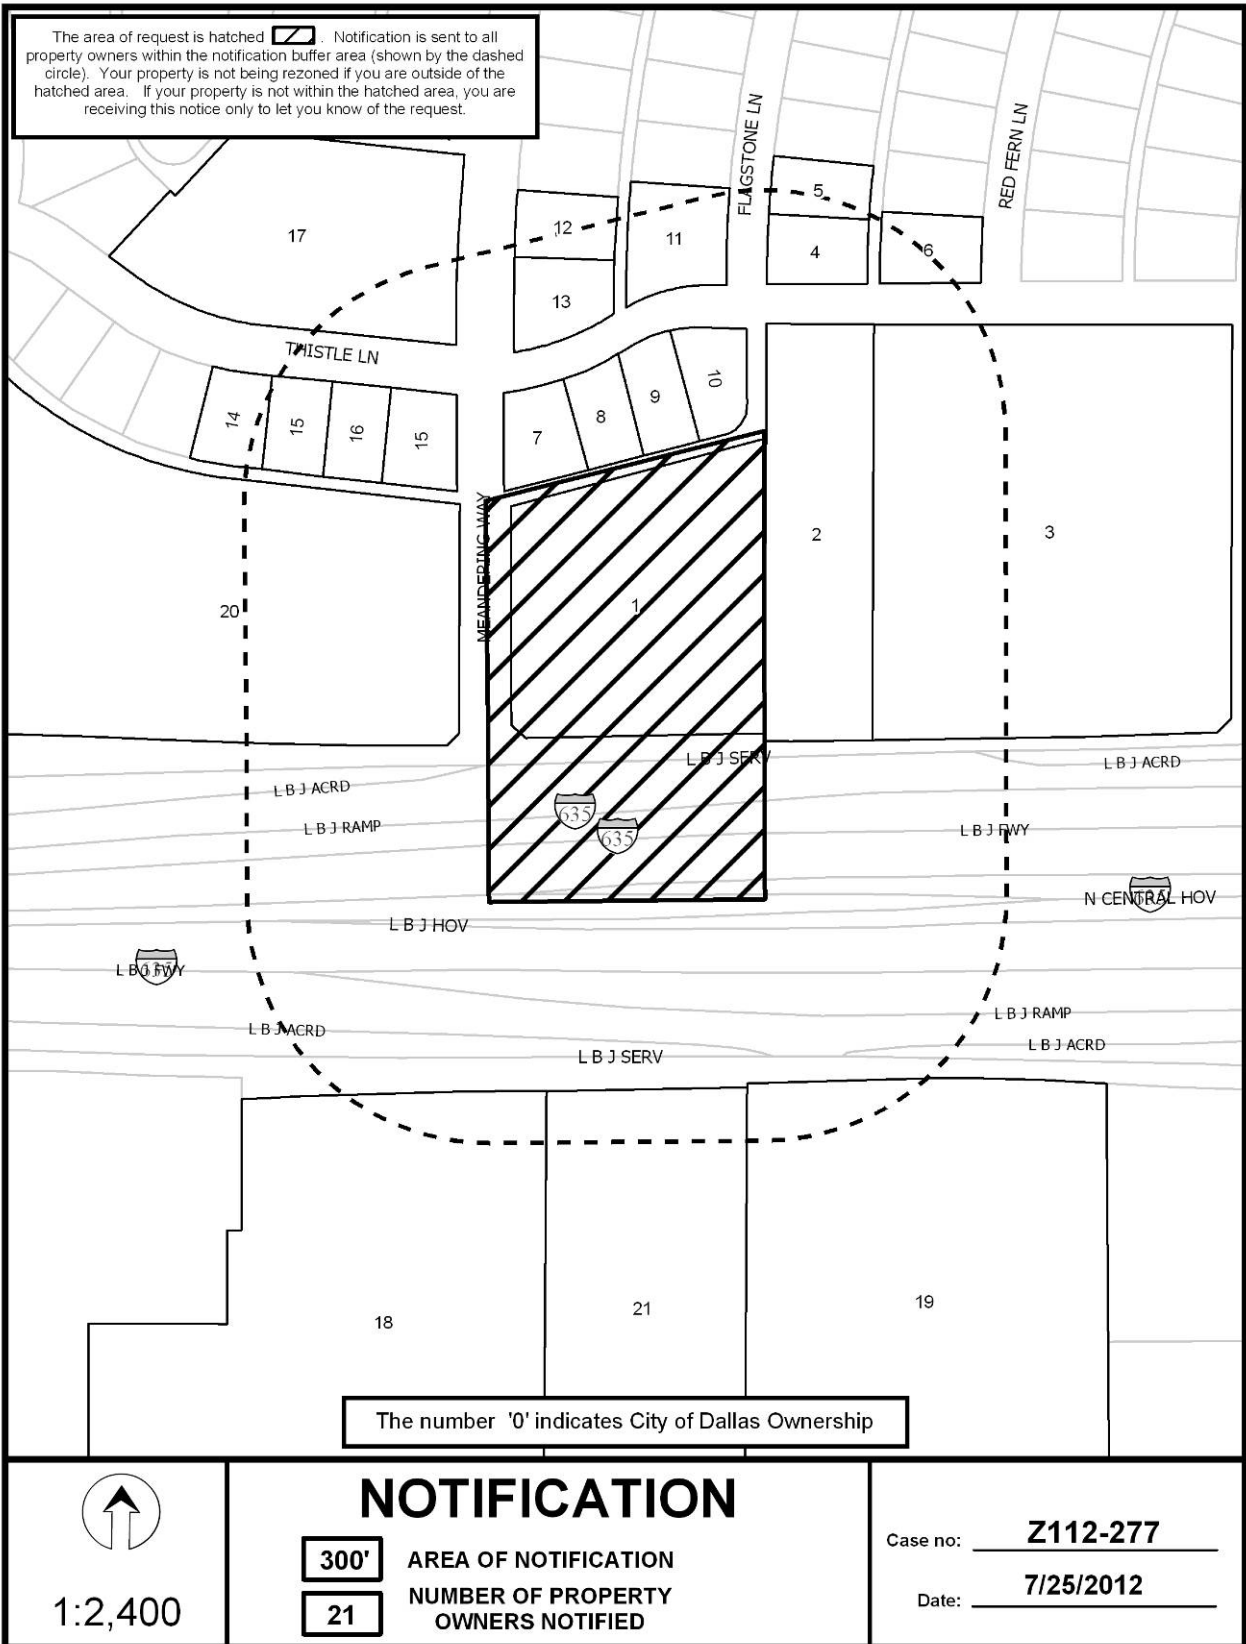 The area of request is hatched . Notification is sent to all
property owners within the notification buffer area (shown by the dashed
circle). Your property is not being rezoned if you are outside of the
hatched area. If your property is not within the hatched area, you are
receiving this notice only to let you know of the request.
FLAGSTONE LN
RED FERN LN
5
12
17
11
4
6
13
THISTLE LN
10
9
8
7
14
15
16
15
MEANDERING WAY
2
3
1
20
L B J SERV
L B J ACRD
L B J ACRD
635
635
L B J RAMP
L B J FWY
N CENTRAL HOV
L B J HOV
L B J FWY
L B J RAMP
L B J ACRD
L B J ACRD
L B J SERV
18
21
19
The number '0' indicates City of Dallas Ownership
1:2,400
NOTIFICATION
300' AREA OF NOTIFICATION
21 NUMBER OF PROPERTY
OWNERS NOTIFIED
Case no: Z112-277
Date: 7/25/2012